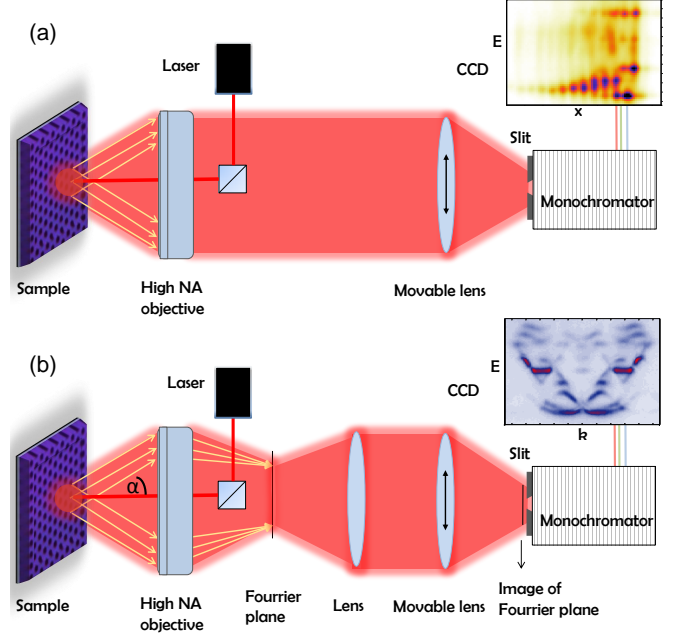 (a)
Laser
E
CCD
x
Slit
Monochromator
Sample
High NA
objective
Movable lens
(b)
Laser
E
CCD
k
Slit
α
Monochromator
Sample
High NA
objective
Fourrier
plane
Lens
Movable lens
Image of
Fourrier plane